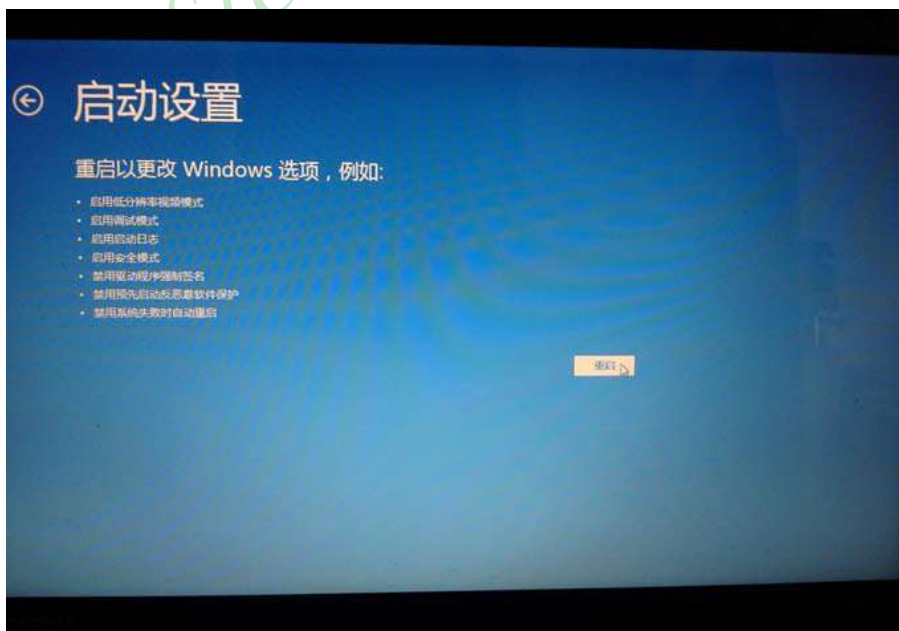 启动设置
重启以更改 Windows 选项，例如:
• 启用低分辨率视频模式
• 启用调试模式
• 启用启动日志
• 启用安全模式
• 禁用驱动程序强制签名
• 禁用预先启动反恶意软件保护
• 禁用系统失败时自动重启
重启